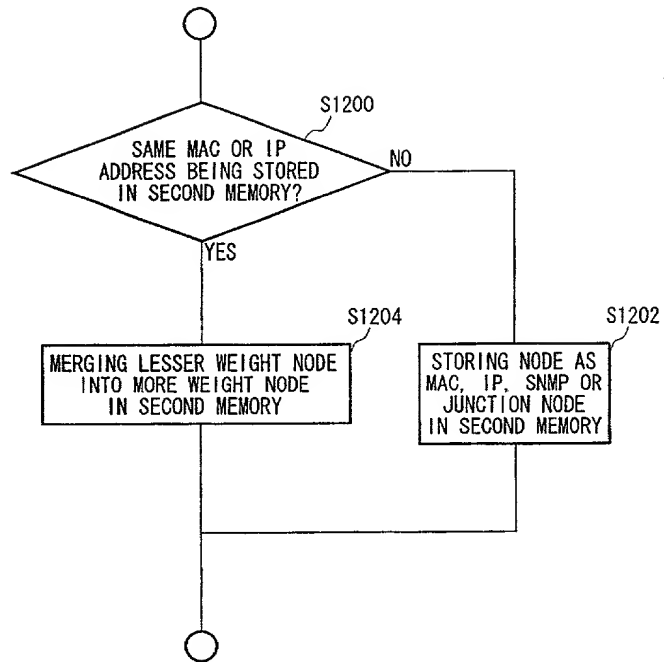 S1200
SAME MAC OR IP
ADDRESS BEING STORED
IN SECOND MEMORY?
NO
YES
S1204
MERGING LESSER WEIGHT NODE
INTO MORE WEIGHT NODE
IN SECOND MEMORY
S1202
STORING NODE AS
MAC, IP, SNMP OR
JUNCTION NODE
IN SECOND MEMORY